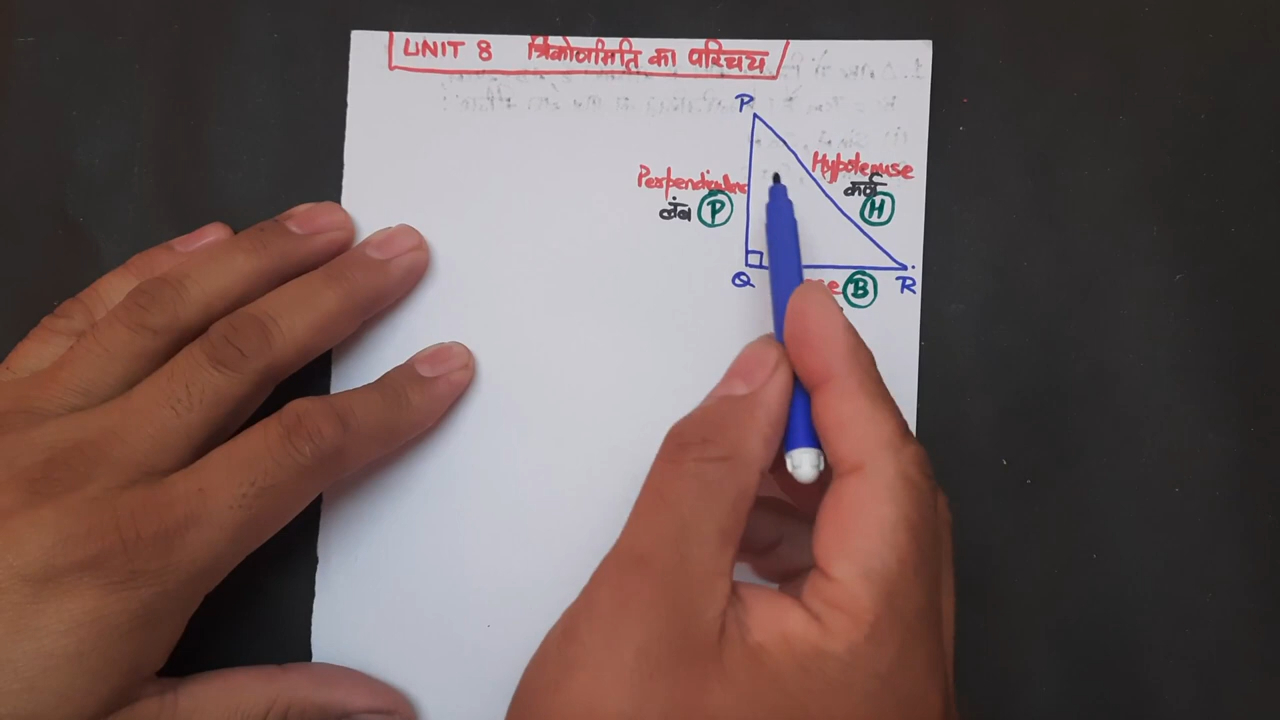 UNIT 8 त्रिकोणमिति का परिचय
P
Perpendicular
Hypotenuse
लंब P
कर्ण
H
Q
B
R